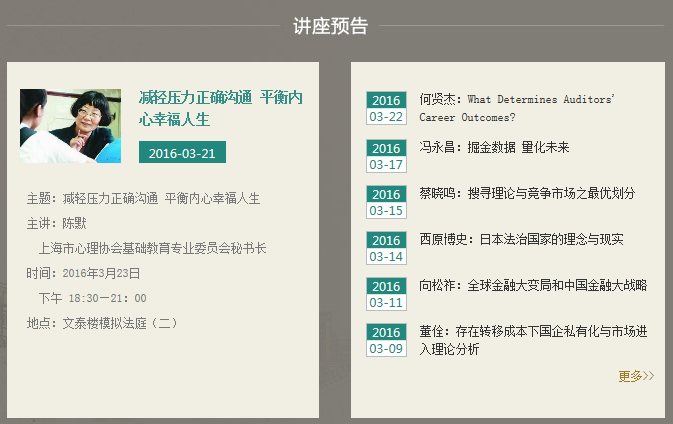 讲座预告
减轻压力正确沟通 平衡内
心幸福人生
2016-03-21
主题：减轻压力正确沟通 平衡内心幸福人生
主讲：陈默
上海市心理协会基础教育专业委员会秘书长
时间：2016年3月23日
下午 18:30—21：00
地点：文泰楼模拟法庭（二）
2016
03-22
何贤杰：What Determines Auditors'
Career Outcomes?
2016
03-17
冯永昌：掘金数据 量化未来
2016
03-15
蔡晓鸣：搜寻理论与竞争市场之最优划分
2016
03-14
西原博史：日本法治国家的理念与现实
2016
03-11
向松祚：全球金融大变局和中国金融大战略
2016
03-09
董佺：存在转移成本下国企私有化与市场进
入理论分析
更多>>